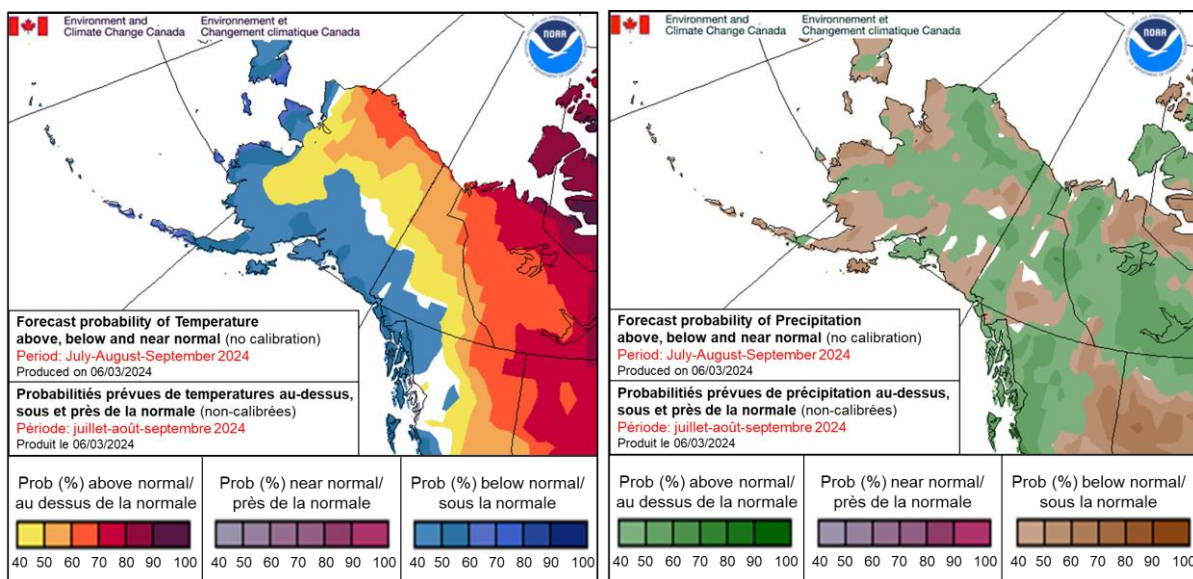 Environment and
Climate Change Canada
Environnement et
Changement climatique Canada
NOAA
Forecast probability of Temperature
above, below and near normal (no calibration)
Period: July-August-September 2024
Produced on 06/03/2024
Probabilitiés prévues de temperatures au-dessus,
sous et près de la normale (non-calibrées)
Période: juillet-août-septembre 2024
Produit le 06/03/2024
Prob (%) above normal/
au dessus de la normale
40 50 60 70 80 90 100
Prob (%) near normal/
près de la normale
40 50 60 70 80 90 100
Prob (%) below normal/
sous la normale
40 50 60 70 80 90 100
Environment and
Climate Change Canada
Environnement et
Changement climatique Canada
NOAA
Forecast probability of Precipitation
above, below and near normal (no calibration)
Period: July-August-September 2024
Produced on 06/03/2024
Probabilitiés prévues de précipitation au-dessus,
sous et près de la normale (non-calibrées)
Période: juillet-août-septembre 2024
Produit le 06/03/2024
Prob (%) above normal/
au dessus de la normale
40 50 60 70 80 90 100
Prob (%) near normal/
près de la normale
40 50 60 70 80 90 100
Prob (%) below normal/
sous la normale
40 50 60 70 80 90 100